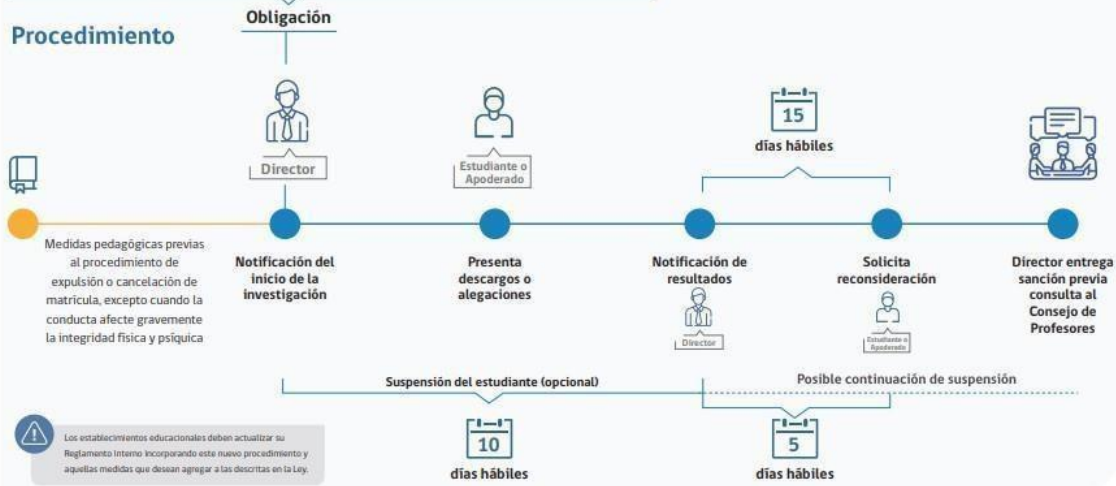 Procedimiento
Obligación
Director
Estudiante o
Apoderado
15
días hábiles
Medidas pedagógicas previas
al procedimiento de
expulsión o cancelación de
matrícula, excepto cuando la
conducta afecte gravemente
la integridad física y psíquica
Notificación del
inicio de la
investigación
Presenta
descargos o
alegaciones
Notificación de
resultados
Director
Solicita
reconsideración
Estudiante o
Apoderado
Director entrega
sanción previa
consulta al
Consejo de
Profesores
Suspensión del estudiante (opcional)
Posible continuación de suspensión
10
días hábiles
5
días hábiles
Los establecimientos educacionales deben actualizar su
Reglamento Interno incorporando este nuevo procedimiento y
aquellas medidas que desean agregar a las descritas en la Ley.